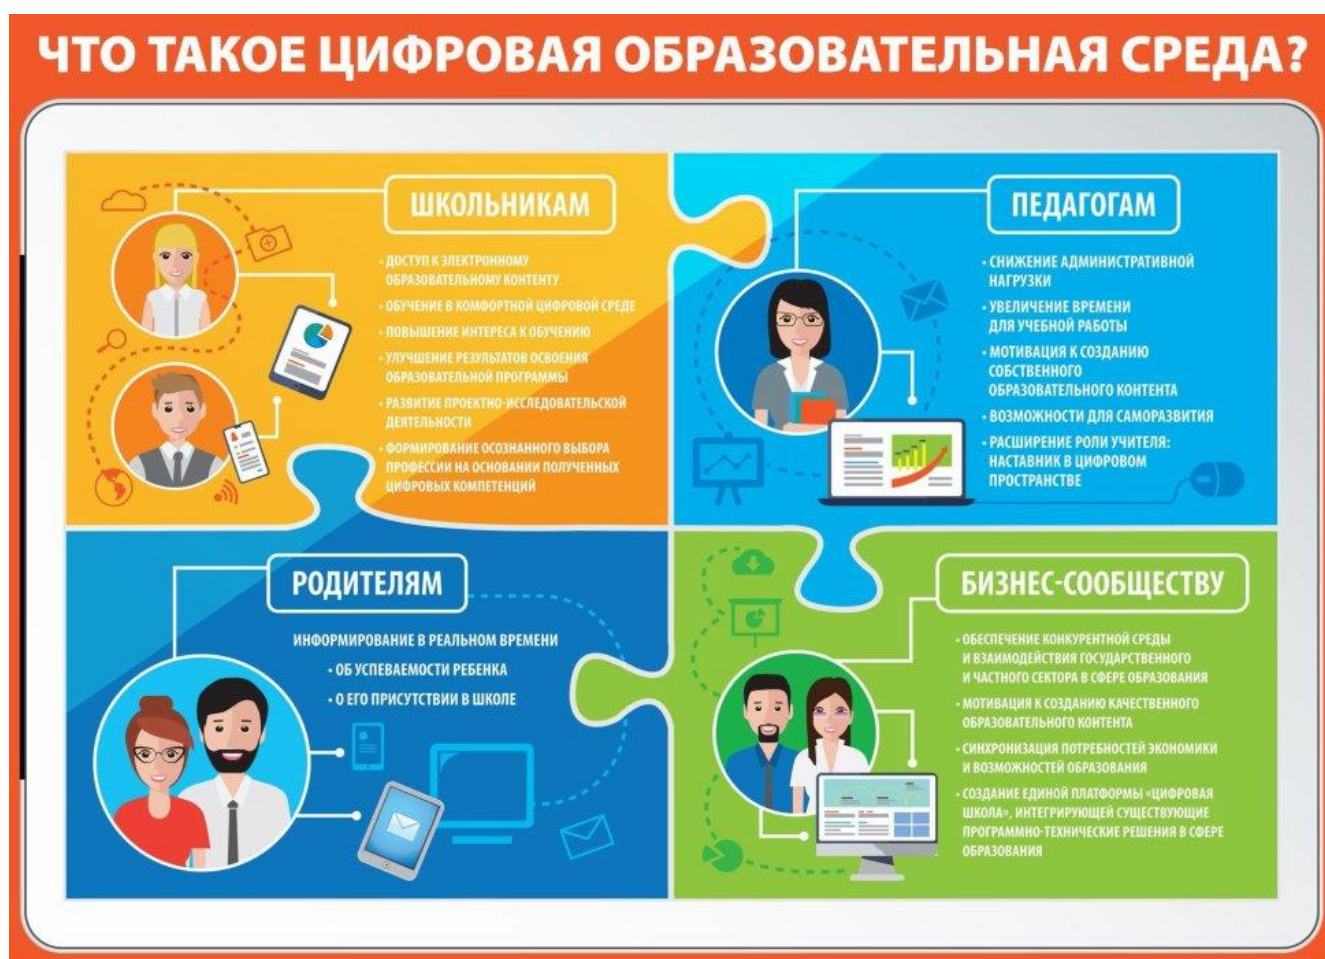 ЧТО ТАКОЕ ЦИФРОВАЯ ОБРАЗОВАТЕЛЬНАЯ СРЕДА?
ШКОЛЬНИКАМ
• ДОСТУП К ЭЛЕКТРОННОМУ
ОБРАЗОВАТЕЛЬНОМУ КОНТЕНТУ
• ОБУЧЕНИЕ В КОМФОРТНОЙ ЦИФРОВОЙ СРЕДЕ
• ПОВЫШЕНИЕ ИНТЕРЕСА К ОБУЧЕНИЮ
• УЛУЧШЕНИЕ РЕЗУЛЬТАТОВ ОСВОЕНИЯ
ОБРАЗОВАТЕЛЬНОЙ ПРОГРАММЫ
• РАЗВИТИЕ ПРОЕКТНО-ИССЛЕДОВАТЕЛЬСКОЙ
ДЕЯТЕЛЬНОСТИ
• ФОРМИРОВАНИЕ ОСОЗНАННОГО ВЫБОРА
ПРОФЕССИИ НА ОСНОВАНИИ ПОЛУЧЕННЫХ
ЦИФРОВЫХ КОМПЕТЕНЦИЙ
ПЕДАГОГАМ
• СНИЖЕНИЕ АДМИНИСТРАТИВНОЙ
НАГРУЗКИ
• УВЕЛИЧЕНИЕ ВРЕМЕНИ
ДЛЯ УЧЕБНОЙ РАБОТЫ
• МОТИВАЦИЯ К СОЗДАНИЮ
СОБСТВЕННОГО
ОБРАЗОВАТЕЛЬНОГО КОНТЕНТА
• ВОЗМОЖНОСТИ ДЛЯ САМОРАЗВИТИЯ
• РАСШИРЕНИЕ РОЛИ УЧИТЕЛЯ:
НАСТАВНИК В ЦИФРОВОМ
ПРОСТРАНСТВЕ
РОДИТЕЛЯМ
ИНФОРМИРОВАНИЕ В РЕАЛЬНОМ ВРЕМЕНИ
• ОБ УСПЕВАЕМОСТИ РЕБЕНКА
• О ЕГО ПРИСУТСТВИИ В ШКОЛЕ
БИЗНЕС-СООБЩЕСТВУ
• ОБЕСПЕЧЕНИЕ КОНКУРЕНТНОЙ СРЕДЫ
И ВЗАИМОДЕЙСТВИЯ ГОСУДАРСТВЕННОГО
И ЧАСТНОГО СЕКТОРА В СФЕРЕ ОБРАЗОВАНИЯ
• МОТИВАЦИЯ К СОЗДАНИЮ КАЧЕСТВЕННОГО
ОБРАЗОВАТЕЛЬНОГО КОНТЕНТА
• СИНХРОНИЗАЦИЯ ПОТРЕБНОСТЕЙ ЭКОНОМИКИ
И ВОЗМОЖНОСТЕЙ ОБРАЗОВАНИЯ
• СОЗДАНИЕ ЕДИНОЙ ПЛАТФОРМЫ «ЦИФРОВАЯ
ШКОЛА», ИНТЕГРИРУЮЩЕЙ СУЩЕСТВУЮЩИЕ
ПРОГРАММНО-ТЕХНИЧЕСКИЕ РЕШЕНИЯ В СФЕРЕ
ОБРАЗОВАНИЯ